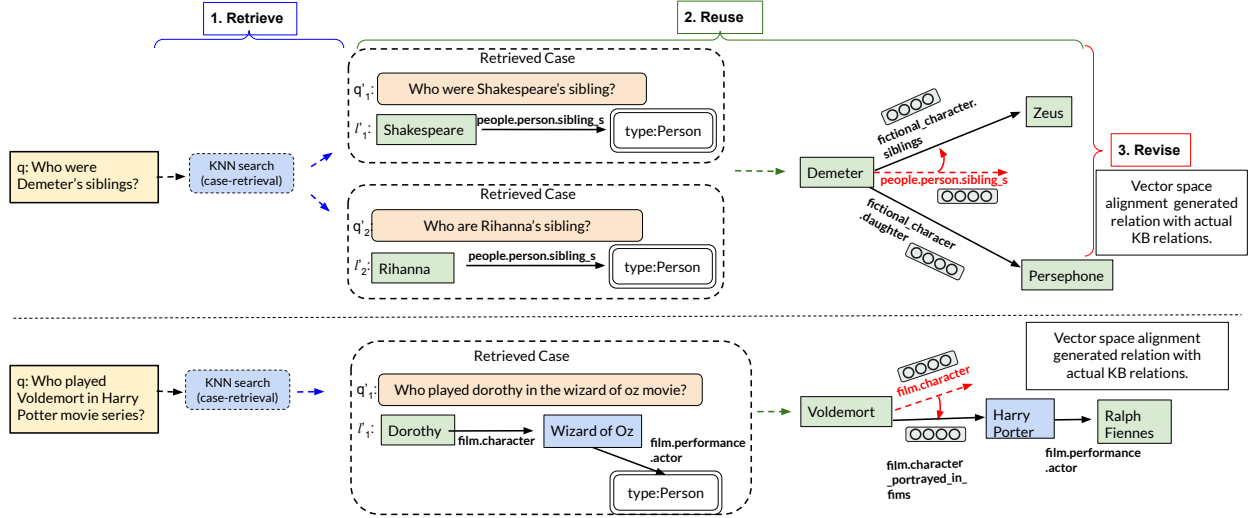 1. Retrieve
2. Reuse
Retrieved Case
q'1:
Who were Shakespeare's sibling?
l'1:
Shakespeare
people.person.sibling_s
type:Person
q: Who were
Demeter's siblings?
KNN search
(case-retrieval)
Retrieved Case
q'2:
Who are Rihanna's sibling?
l'2:
Rihanna
people.person.sibling_s
type:Person
Demeter
fictional_character.
siblings
Zeus
people.person.sibling_s
fictional_characer
.daughter
Persephone
3. Revise
Vector space
alignment generated
relation with actual
KB relations.
q: Who played
Voldemort in Harry
Potter movie series?
KNN search
(case-retrieval)
Retrieved Case
q'1:
Who played dorothy in the wizard of oz movie?
l'1:
Dorothy
film.character
Wizard of Oz
film.performance
.actor
type:Person
Vector space alignment
generated relation with
actual KB relations.
Voldemort
film.character
film.character
_portrayed_in_
fims
Harry
Porter
film.performance
.actor
Ralph
Fiennes